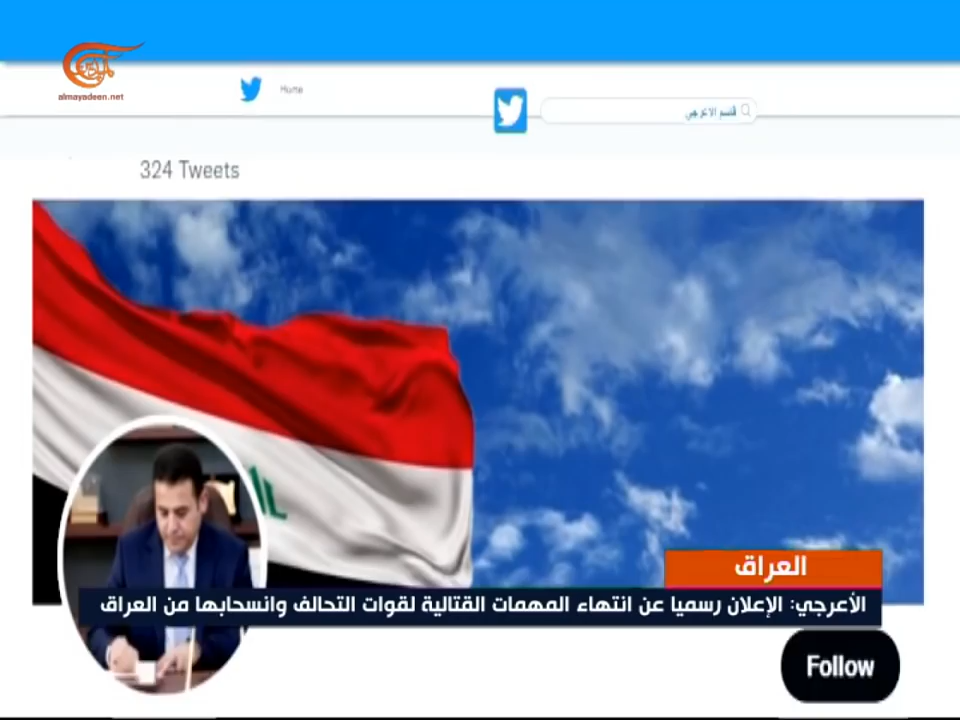 الميادين
almayadeen.net
Home
قاسم الاعرجي
324 Tweets
العراق
الأعرجي: الإعلان رسميا عن انتهاء المهمات القتالية لقوات التحالف وانسحابها من العراق
Follow